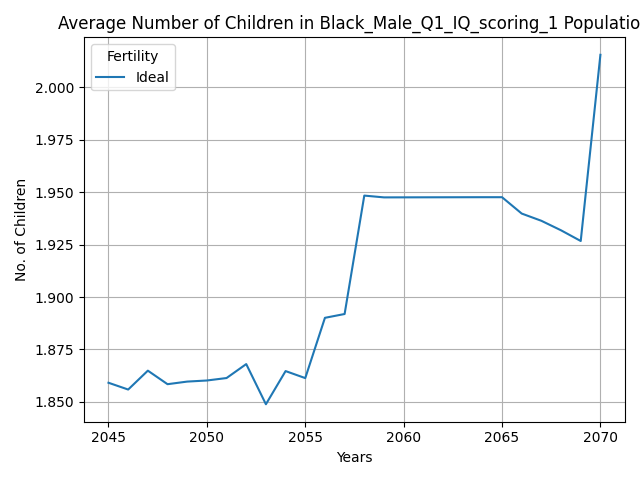 Average Number of Children in Black_Male_Q1_IQ_scoring_1 Populatio
Fertility
Ideal
No. of Children
2.000
1.975
1.950
1.925
1.900
1.875
1.850
2045 2050 2055 2060 2065 2070
Years